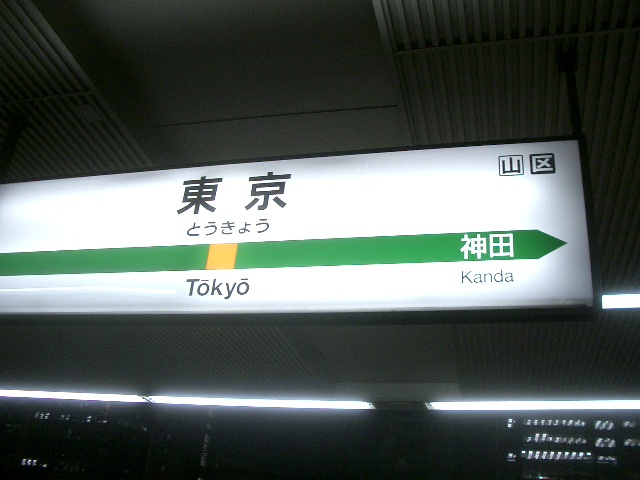 山 区
東京
とうきょう
神田
Tōkyō
Kanda